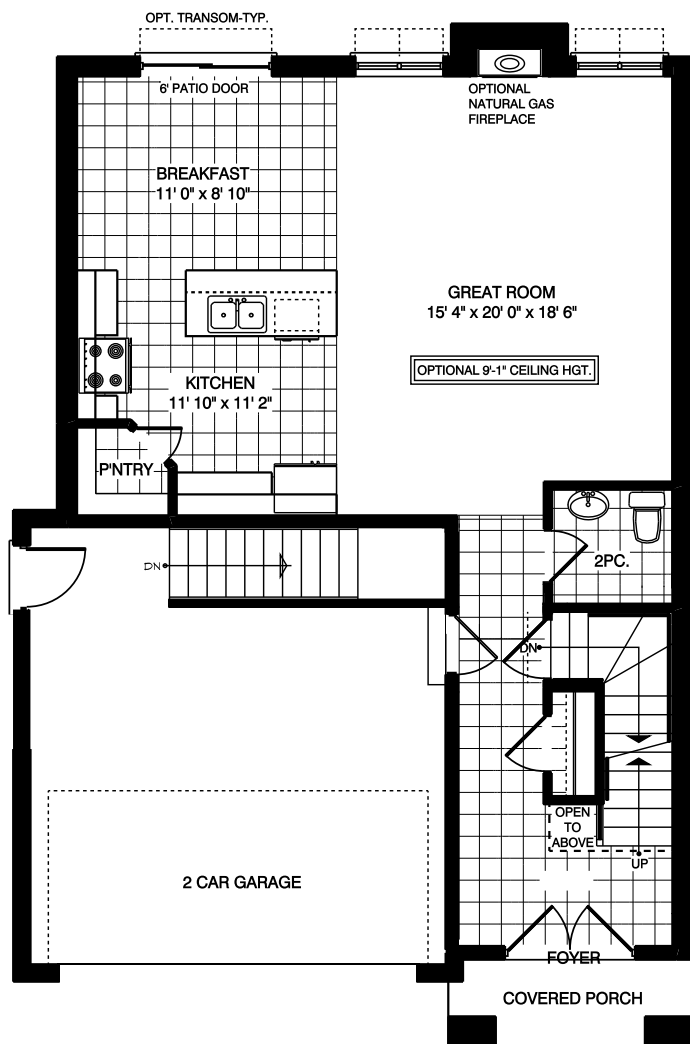 OPT. TRANSOM-TYP.
6' PATIO DOOR
OPTIONAL
NATURAL GAS
FIREPLACE
BREAKFAST
11' 0" x 8' 10"
GREAT ROOM
15' 4" x 20' 0" x 18' 6"
OPTIONAL 9'-1" CEILING HGT.
KITCHEN
11' 10" x 11' 2"
P'NTRY
DN
2PC.
DN
OPEN
TO
ABOVE
UP
2 CAR GARAGE
FOYER
COVERED PORCH